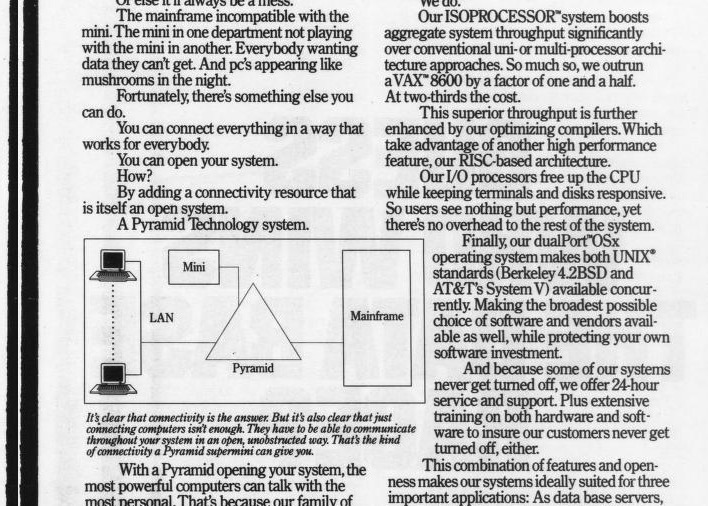 Or else it'll always be a mess.
The mainframe incompatible with the
mini. The mini in one department not playing
with the mini in another. Everybody wanting
data they can't get. And pc's appearing like
mushrooms in the night.
Fortunately, there's something else you
can do.
You can connect everything in a way that
works for everybody.
You can open your system.
How?
By adding a connectivity resource that
is itself an open system.
A Pyramid Technology system.
Mini
LAN
Mainframe
Pyramid
It's clear that connectivity is the answer. But it's also clear that just
connecting computers isn't enough. They have to be able to communicate
throughout your system in an open, unobstructed way. That's the kind
of connectivity a Pyramid supermini can give you.
With a Pyramid opening your system, the
most powerful computers can talk with the
most personal. That's because our family of
We do.
Our ISOPROCESSOR™ system boosts
aggregate system throughput significantly
over conventional uni- or multi-processor archi-
tecture approaches. So much so, we outrun
a VAX™ 8600 by a factor of one and a half.
At two-thirds the cost.
This superior throughput is further
enhanced by our optimizing compilers. Which
take advantage of another high performance
feature, our RISC-based architecture.
Our I/O processors free up the CPU
while keeping terminals and disks responsive.
So users see nothing but performance, yet
there's no overhead to the rest of the system.
Finally, our dualPort™ OSx
operating system makes both UNIX®
standards (Berkeley 4.2BSD and
AT&T's System V) available concur-
rently. Making the broadest possible
choice of software and vendors avail-
able as well, while protecting your own
software investment.
And because some of our systems
never get turned off, we offer 24-hour
service and support. Plus extensive
training on both hardware and soft-
ware to insure our customers never get
turned off, either.
This combination of features and open-
ness makes our systems ideally suited for three
important applications: As data base servers,